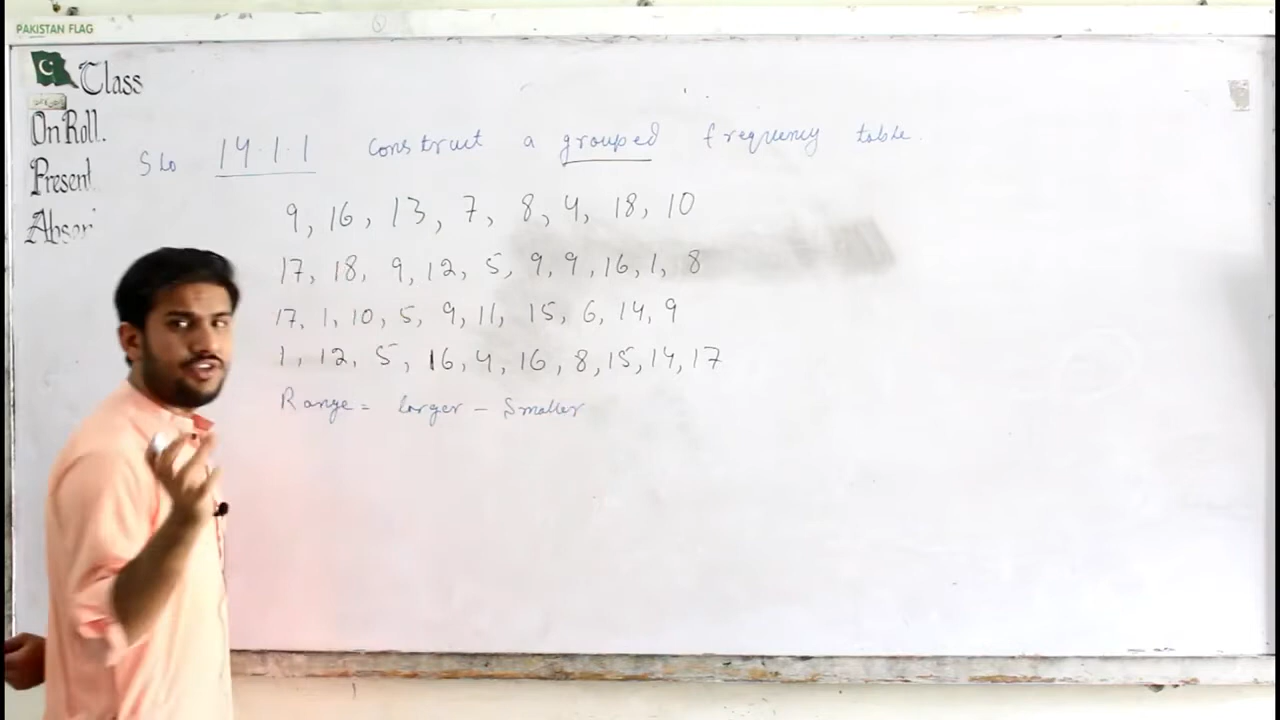 PAKISTAN FLAG
Class
On Roll.
Present
Absen
Slo 14.1.1 construct a grouped frequency table.
9, 16, 13, 7, 8, 4, 18, 10
17, 18, 9, 12, 5, 9, 9, 16, 1, 8
17, 1, 10, 5, 9, 11, 15, 6, 14, 9
1, 12, 5, 16, 4, 16, 8, 15, 14, 17
Range = larger - Smaller